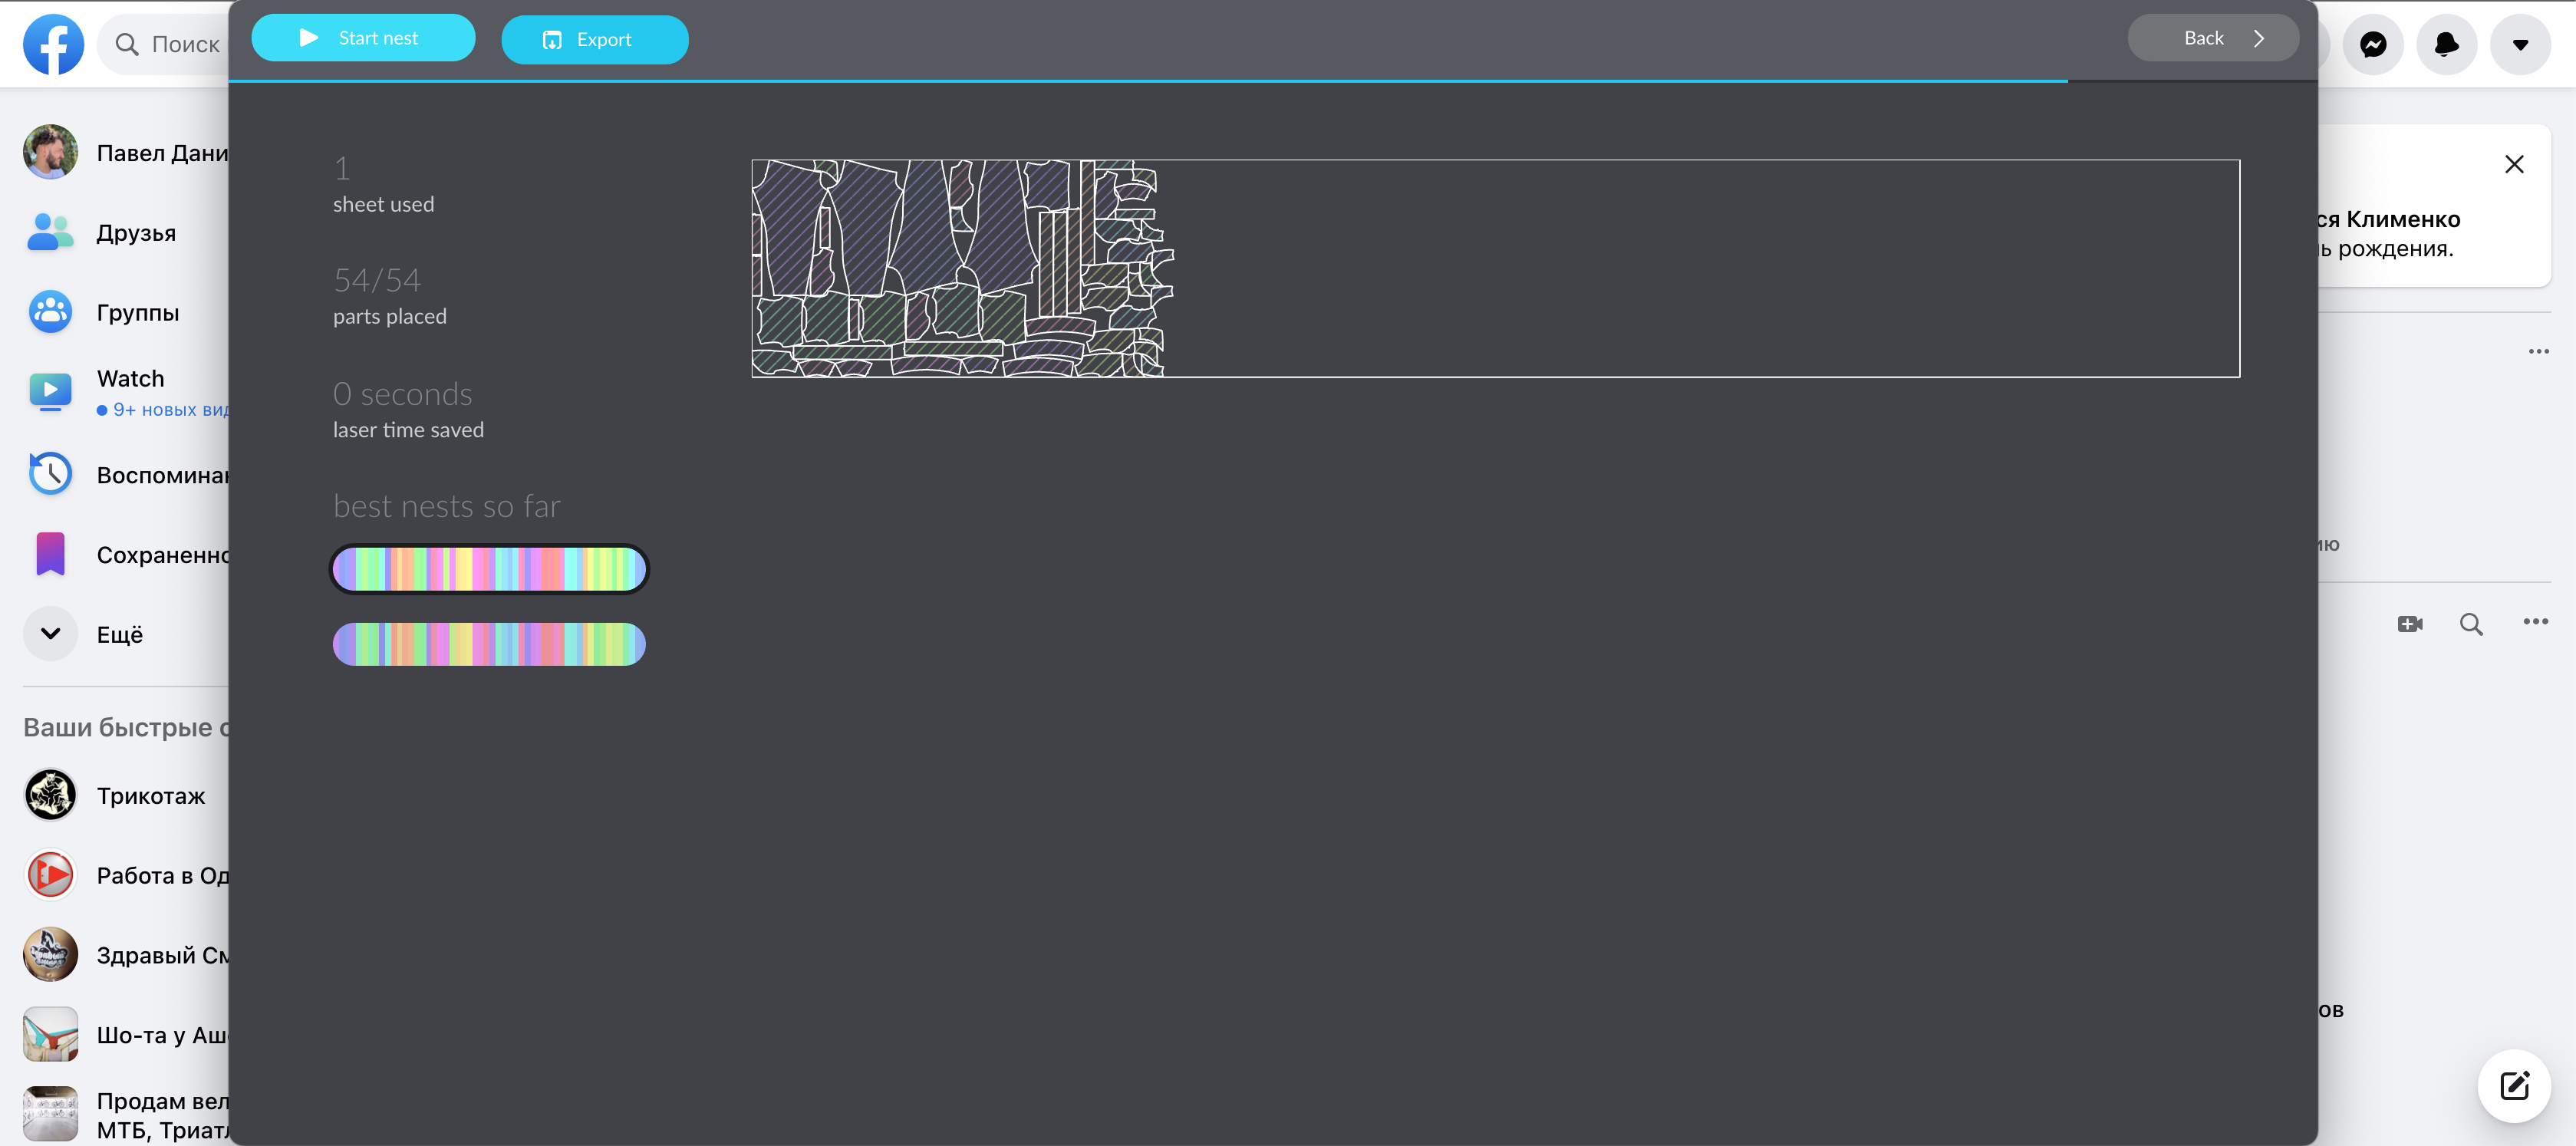 Поиск
Start nest
Export
Back
Павел Дани
Друзья
Группы
Watch
9+ новых вид
Воспоминан
Сохраненно
Ещё
Ваши быстрые с
Трикотаж
Работа в Од
Здравый См
Шо-та у Аш
Продам вел
МТБ, Триатл
1
sheet used
54/54
parts placed
0 seconds
laser time saved
best nests so far
ся Клименко
ь рождения.
ию
ов